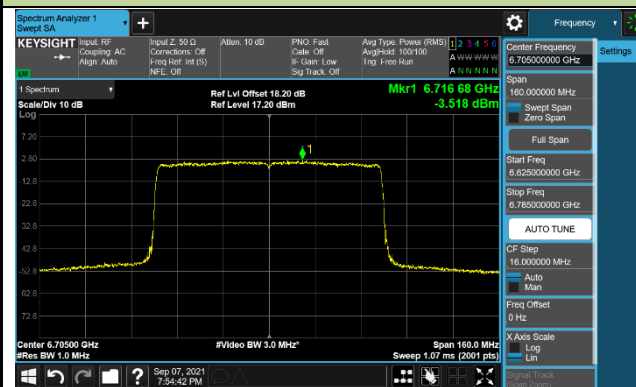 Spectrum Analyzer 1
Swept SA
+
Frequency
KEYSIGHT
Input: RF
Coupling: AC
Align: Auto
Input Z: 50 Ω
Corrections: Off
Freq Ref: Int (S)
NFE: Off
Atten: 10 dB
PNO: Fast
Gate: Off
IF Gain: Low
Sig Track: Off
Avg Type: Power (RMS)
Avg|Hold: 100/100
Trig: Free Run
1 2 3 4 5 6
A W W W W W
A N N N N N
1 Spectrum
Scale/Div 10 dB
Log
Ref Lvl Offset 18.20 dB
Ref Level 17.20 dBm
Mkr1 6.716 68 GHz
-3.518 dBm
7.20
2.80
12.8
22.8
32.8
42.8
-52.8
62.8
72.8
1
Center 6.70500 GHz
#Res BW 1.0 MHz
#Video BW 3.0 MHz*
Span 160.0 MHz
Sweep 1.07 ms (2001 pts)
Sep 07, 2021
7:54:42 PM
Center Frequency
6.705000000 GHz
Settings
Span
160.000000 MHz
Swept Span
Zero Span
Full Span
Start Freq
6.625000000 GHz
Stop Freq
6.785000000 GHz
AUTO TUNE
CF Step
16.000000 MHz
Auto
Man
Freq Offset
0 Hz
X Axis Scale
Log
Lin
Signal Track
(Span Zoom)